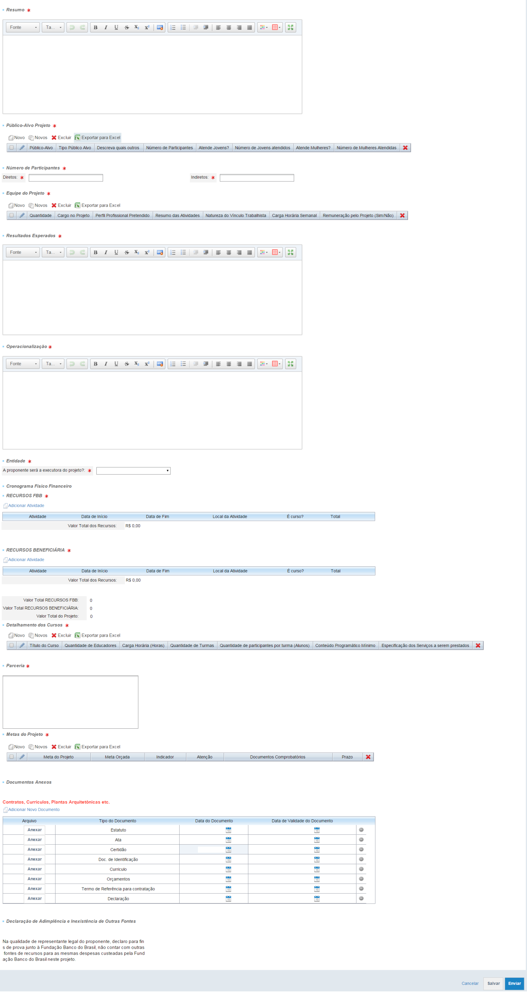 Resumo *
Fonte Ta... B I U S X₂ X²
Público-Alvo Projeto *
Novo Novos Excluir Exportar para Excel
Público-Alvo Tipo Público Alvo Descreva quais outros Número de Participantes Atende Jovens? Número de Jovens atendidos Atende Mulheres? Número de Mulheres Atendidas
Número de Participantes *
Diretos: * Indiretos: *
Equipe do Projeto *
Novo Novos Excluir Exportar para Excel
Quantidade Cargo no Projeto Perfil Profissional Pretendido Resumo das Atividades Natureza do Vínculo Trabalhista Carga Horária Semanal Remuneração pelo Projeto (Sim/Não)
Resultados Esperados *
Fonte Ta... B I U S X₂ X²
Operacionalização *
Fonte Ta... B I U S X₂ X²
Entidade *
A proponente será a executora do projeto?: *
Cronograma Físico Financeiro
RECURSOS FBB *
Adicionar Atividade
Atividade Data de Início Data de Fim Local da Atividade É curso? Total
Valor Total dos Recursos: R$ 0,00
RECURSOS BENEFICIÁRIA *
Adicionar Atividade
Atividade Data de Início Data de Fim Local da Atividade É curso? Total
Valor Total dos Recursos: R$ 0,00
Valor Total RECURSOS FBB: 0
Valor Total RECURSOS BENEFICIÁRIA: 0
Valor Total do Projeto: 0
Detalhamento dos Cursos *
Novo Novos Excluir Exportar para Excel
Título do Curso Quantidade de Educadores Carga Horária (Horas) Quantidade de Turmas Quantidade de participantes por turma (Alunos) Conteúdo Programático Mínimo Especificação dos Serviços a serem prestados
Parceria *
Metas do Projeto *
Novo Novos Excluir Exportar para Excel
Meta do Projeto Meta Orçada Indicador Atenção Documentos Comprobatórios Prazo
Documentos Anexos
Contratos, Currículos, Plantas Arquitetônicas etc.
Adicionar Novo Documento
Arquivo Tipo do Documento Data do Documento Data de Validade do Documento
Anexar Estatuto
Anexar Ata
Anexar Certidão
Anexar Doc. de Identificação
Anexar Curriculo
Anexar Orçamentos
Anexar Termo de Referência para contratação
Anexar Declaração
Declaração de Adimplência e Inexistência de Outras Fontes
Na qualidade de representante legal do proponente, declaro para fin
s de prova junto à Fundação Banco do Brasil, não contar com outras
fontes de recursos para as mesmas despesas custeadas pela Fund
ação Banco do Brasil neste projeto.
Cancelar Salvar Enviar